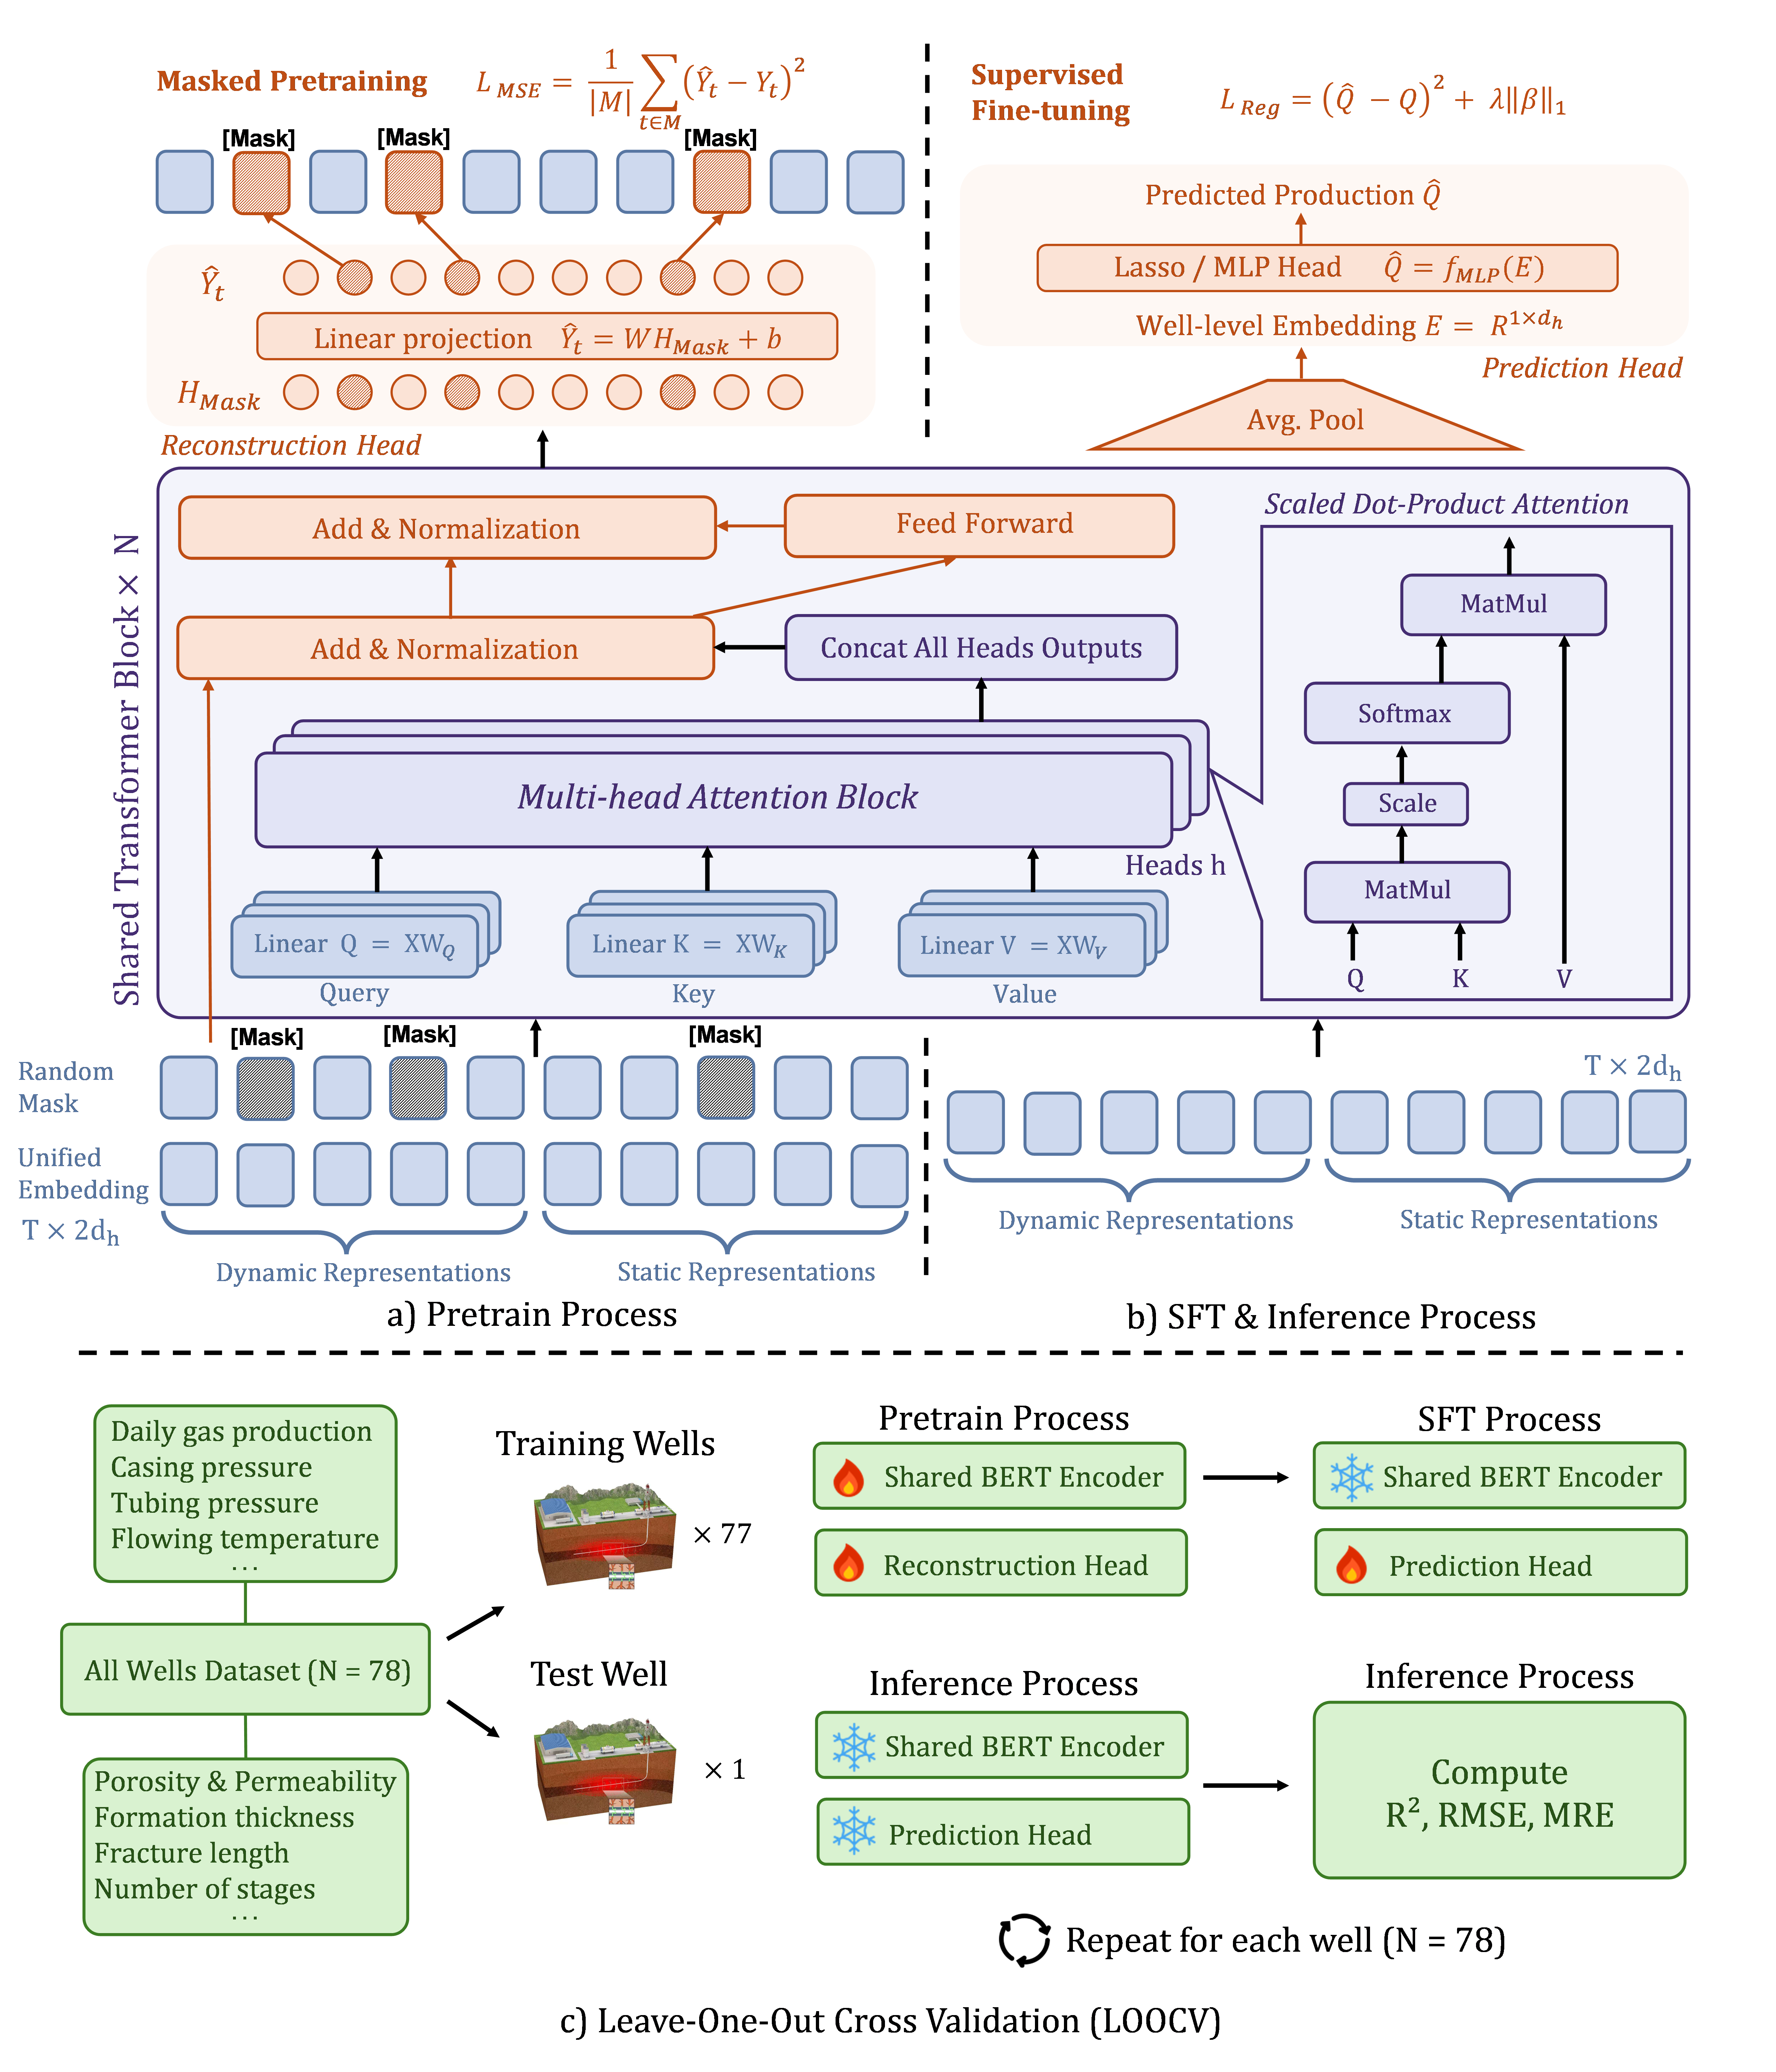 Masked Pretraining
L_MSE = 1/|M| ∑_{t∈M} (Ŷ_t − Y_t)²
[Mask]
[Mask]
[Mask]
Ŷ_t
Linear projection Ŷ_t = W H_Mask + b
H_Mask
Reconstruction Head
Supervised
Fine-tuning
L_Reg = (Q̂ − Q)² + λ‖β‖₁
Predicted Production Q̂
Lasso / MLP Head Q̂ = f_MLP(E)
Well-level Embedding E = R^{1×d_h}
Prediction Head
Avg. Pool
Shared Transformer Block × N
Add & Normalization
Feed Forward
Add & Normalization
Concat All Heads Outputs
Multi-head Attention Block
Heads h
Linear Q = XW_Q
Linear K = XW_K
Linear V = XW_V
Query
Key
Value
Scaled Dot-Product Attention
MatMul
Softmax
Scale
MatMul
Q
K
V
[Mask]
[Mask]
[Mask]
Random
Mask
Unified
Embedding
T × 2d_h
Dynamic Representations
Static Representations
a) Pretrain Process
T × 2d_h
Dynamic Representations
Static Representations
b) SFT & Inference Process
Daily gas production
Casing pressure
Tubing pressure
Flowing temperature
...
All Wells Dataset (N = 78)
Porosity & Permeability
Formation thickness
Fracture length
Number of stages
...
Training Wells
× 77
Test Well
× 1
Pretrain Process
Shared BERT Encoder
Reconstruction Head
SFT Process
Shared BERT Encoder
Prediction Head
Inference Process
Shared BERT Encoder
Prediction Head
Inference Process
Compute
R², RMSE, MRE
Repeat for each well (N = 78)
c) Leave-One-Out Cross Validation (LOOCV)